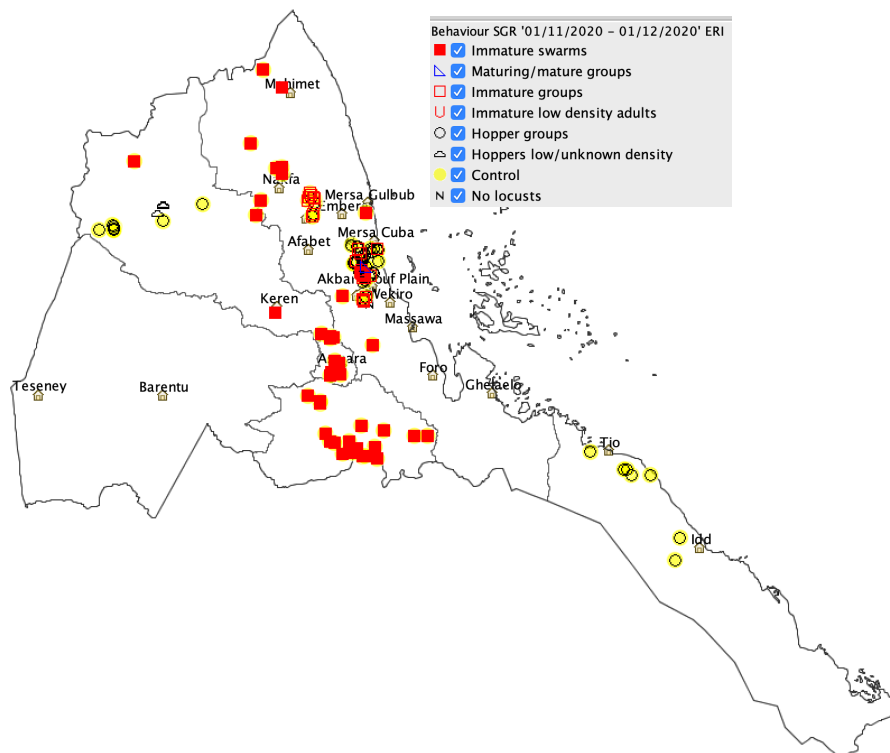 Behaviour SGR '01/11/2020 - 01/12/2020' ERI
Immature swarms
Maturing/mature groups
Immature groups
Immature low density adults
Hopper groups
Hoppers low/unknown density
Control
N No locusts
Mersa Gulbub
Mersa Cuba
Afabet
Wekiro
Keren
Massawa
Foro
Ghelaelo
Teseney
Barentu
Tio
Idd